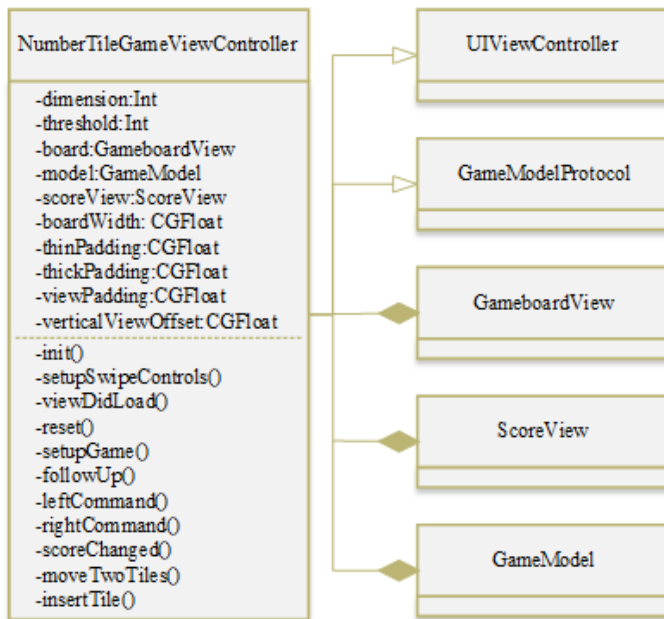 NumberTileGameViewController
-dimension:Int
-threshold:Int
-board:GameboardView
-model:GameModel
-scoreView:ScoreView
-boardWidth: CGFloat
-thinPadding:CGFloat
-thickPadding:CGFloat
-viewPadding:CGFloat
-verticalViewOffset:CGFloat
-init()
-setupSwipeControls()
-viewDidLoad()
-reset()
-setupGame()
-followUp()
-leftCommand()
-rightCommand()
-scoreChanged()
-moveTwoTiles()
-insertTile()
UIViewController
GameModelProtocol
GameboardView
ScoreView
GameModel